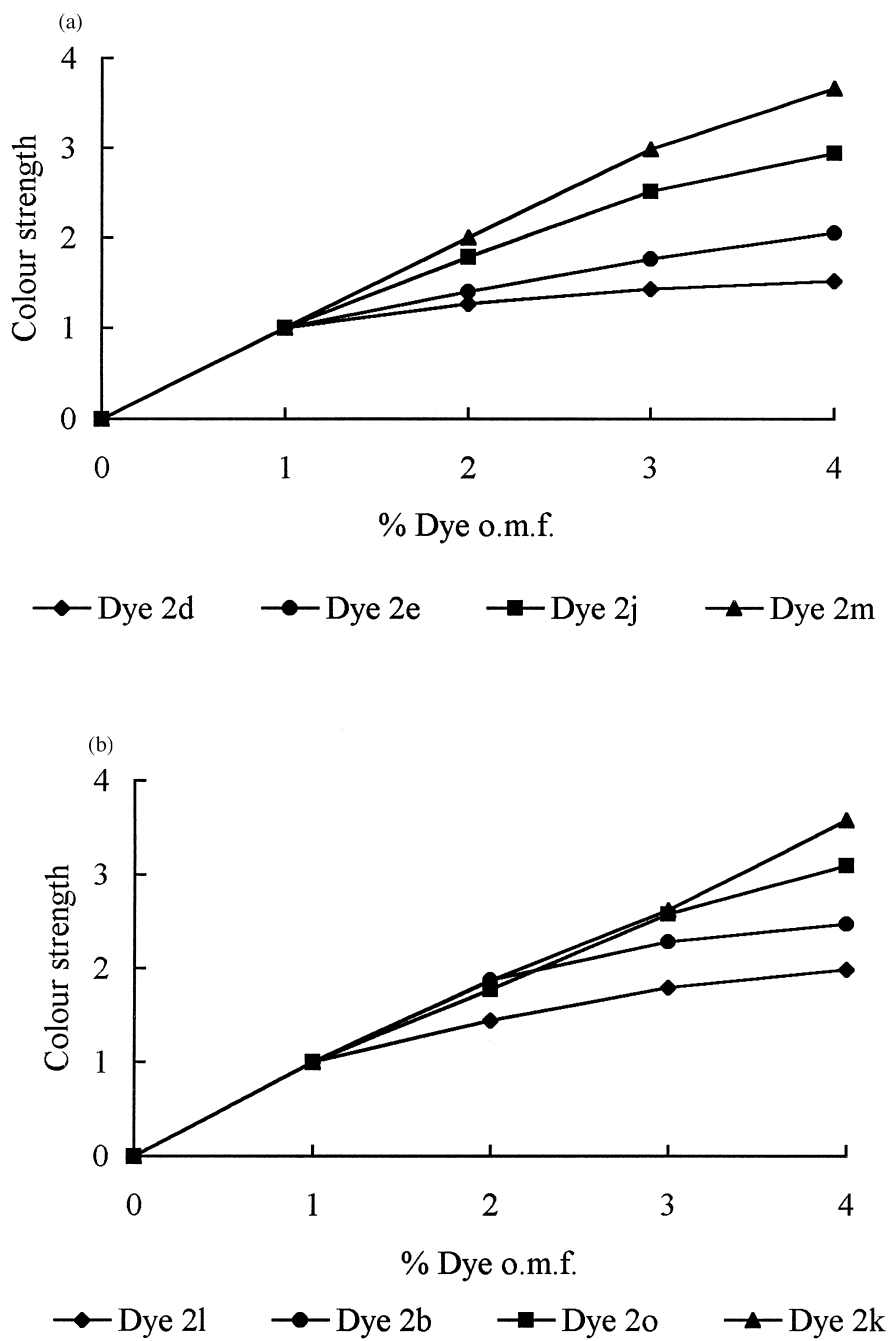 (a)
4
3
2
1
0
Colour strength
0 1 2 3 4
% Dye o.m.f.
Dye 2d Dye 2e Dye 2j Dye 2m
(b)
4
3
2
1
0
Colour strength
0 1 2 3 4
% Dye o.m.f.
Dye 2l Dye 2b Dye 2o Dye 2k